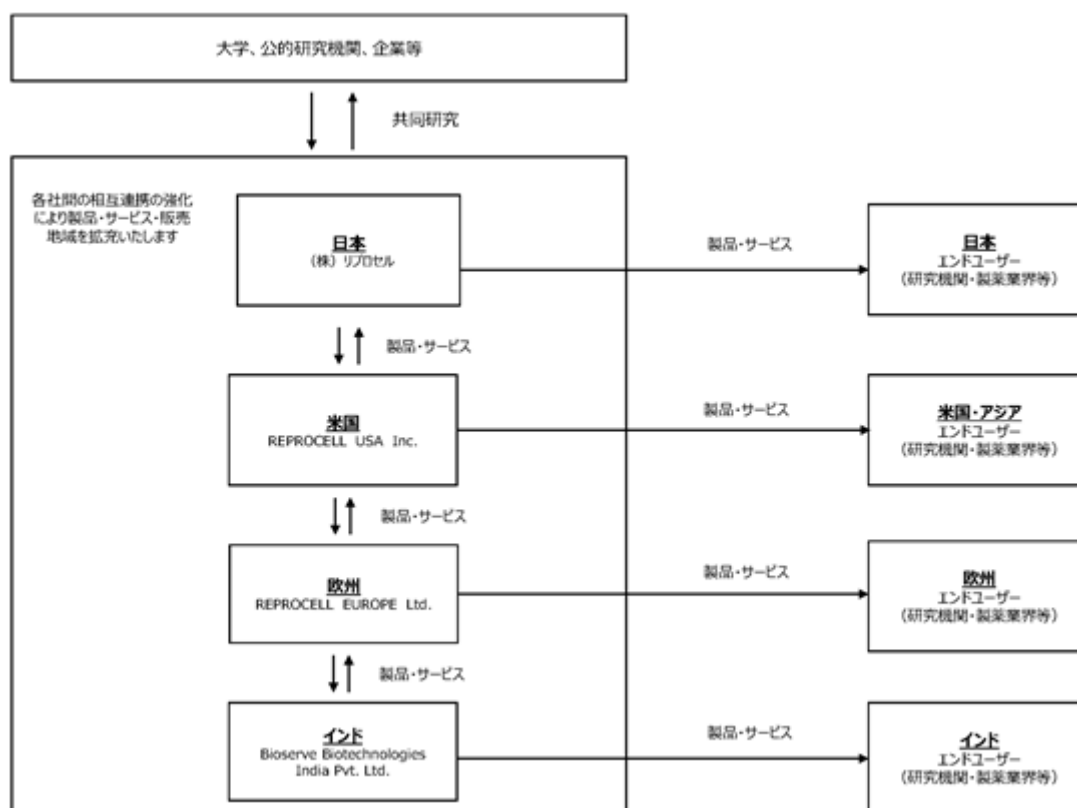 大学、公的研究機関、企業等
共同研究
各社間の相互連携の強化
により製品・サービス・販売
地域を拡充いたします
日本
(株) リプロセル
製品・サービス
日本
エンドユーザー
(研究機関・製薬業界等)
製品・サービス
米国
REPROCELL USA Inc.
製品・サービス
米国・アジア
エンドユーザー
(研究機関・製薬業界等)
製品・サービス
欧州
REPROCELL EUROPE Ltd.
製品・サービス
欧州
エンドユーザー
(研究機関・製薬業界等)
製品・サービス
インド
Bioserve Biotechnologies
India Pvt. Ltd.
製品・サービス
インド
エンドユーザー
(研究機関・製薬業界等)